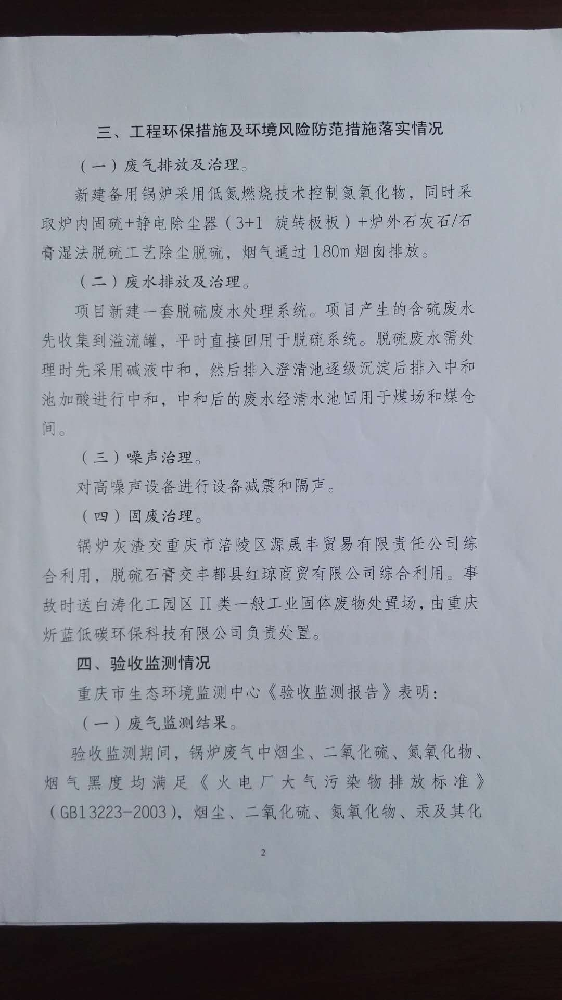 三、工程环保措施及环境风险防范措施落实情况
（一）废气排放及治理。
新建备用锅炉采用低氮燃烧技术控制氮氧化物，同时采
取炉内固硫+静电除尘器（3+1 旋转极板）+炉外石灰石/石
膏湿法脱硫工艺除尘脱硫，烟气通过 180m 烟囱排放。
（二）废水排放及治理。
项目新建一套脱硫废水处理系统。项目产生的含硫废水
先收集到溢流罐，平时直接回用于脱硫系统。脱硫废水需处
理时先采用碱液中和，然后排入澄清池逐级沉淀后排入中和
池加酸进行中和，中和后的废水经清水池回用于煤场和煤仓
间。
（三）噪声治理。
对高噪声设备进行设备减震和隔声。
（四）固废治理。
锅炉灰渣交重庆市涪陵区源晟丰贸易有限责任公司综
合利用，脱硫石膏交丰都县红琼商贸有限公司综合利用。事
故时送白涛化工园区 II 类一般工业固体废物处置场，由重庆
炘蓝低碳环保科技有限公司负责处置。
四、验收监测情况
重庆市生态环境监测中心《验收监测报告》表明：
（一）废气监测结果。
验收监测期间，锅炉废气中烟尘、二氧化硫、氮氧化物、
烟气黑度均满足《火电厂大气污染物排放标准》
（GB13223-2003），烟尘、二氧化硫、氮氧化物、汞及其化
2